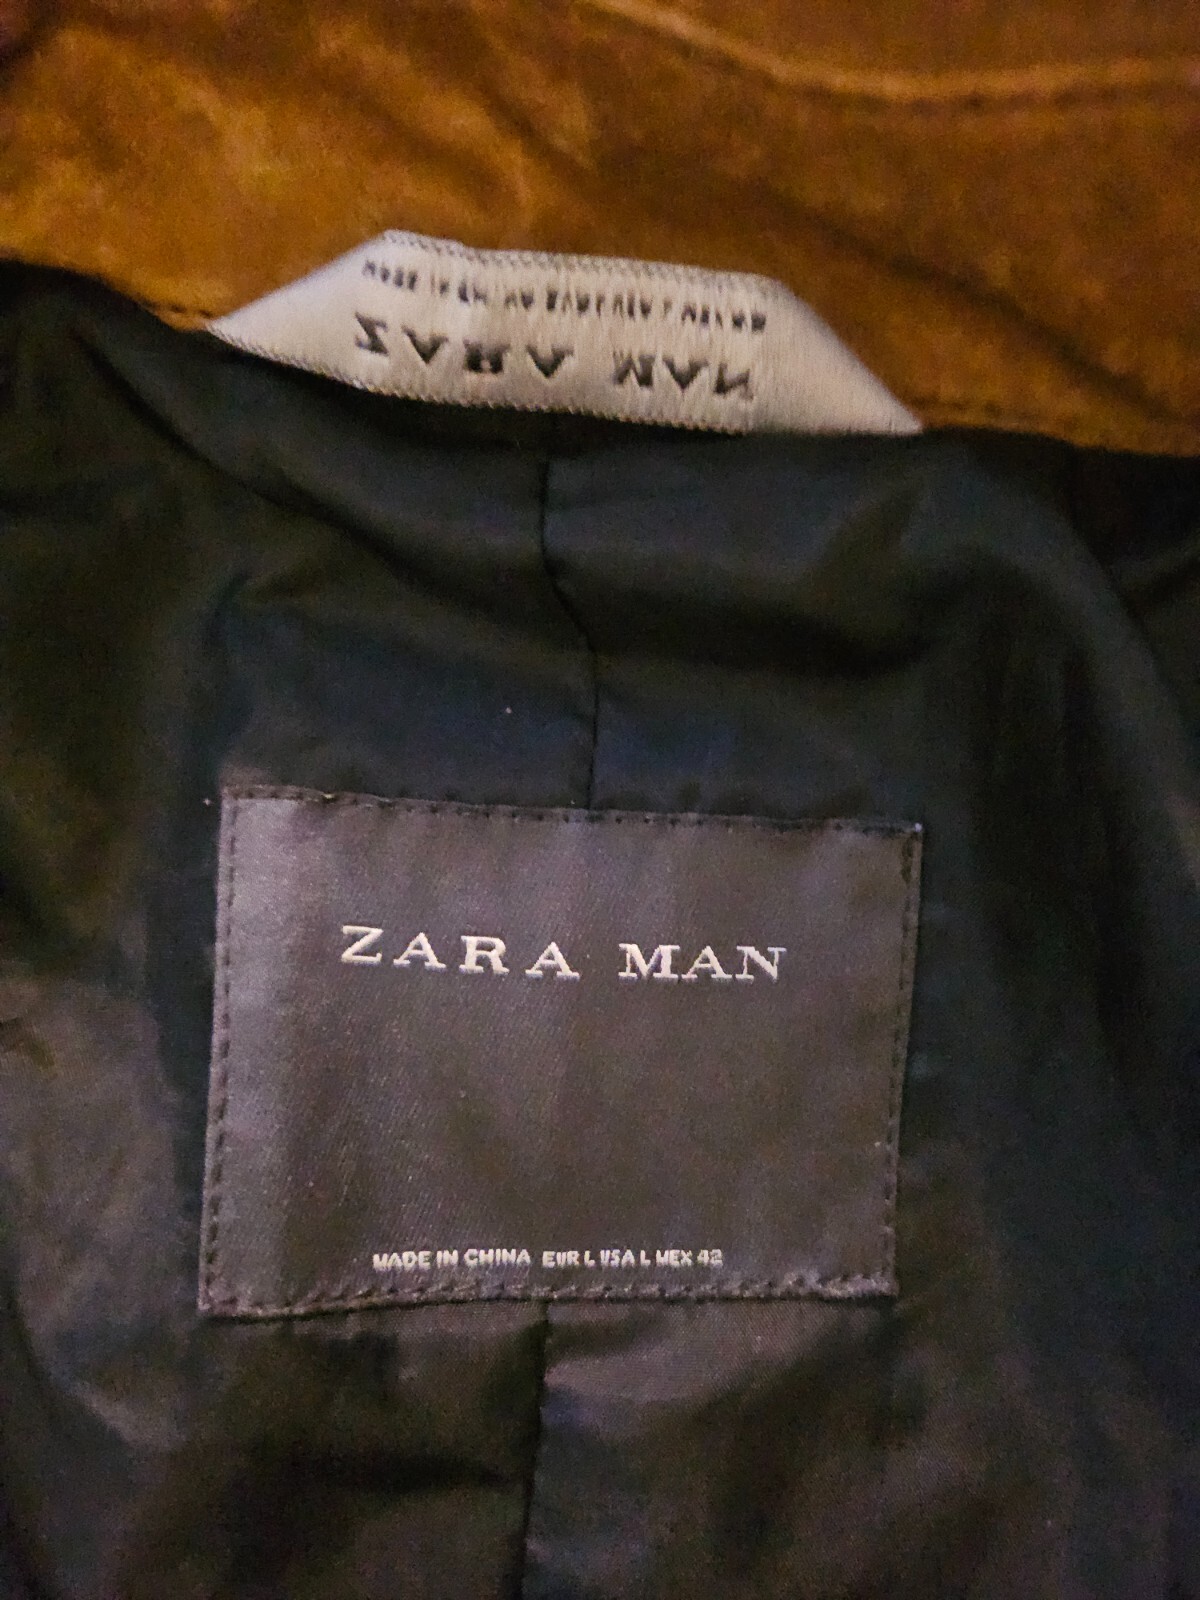 ZARA MAN
ZARA MAN
MADE IN CHINA EUR L USA L MEX 42